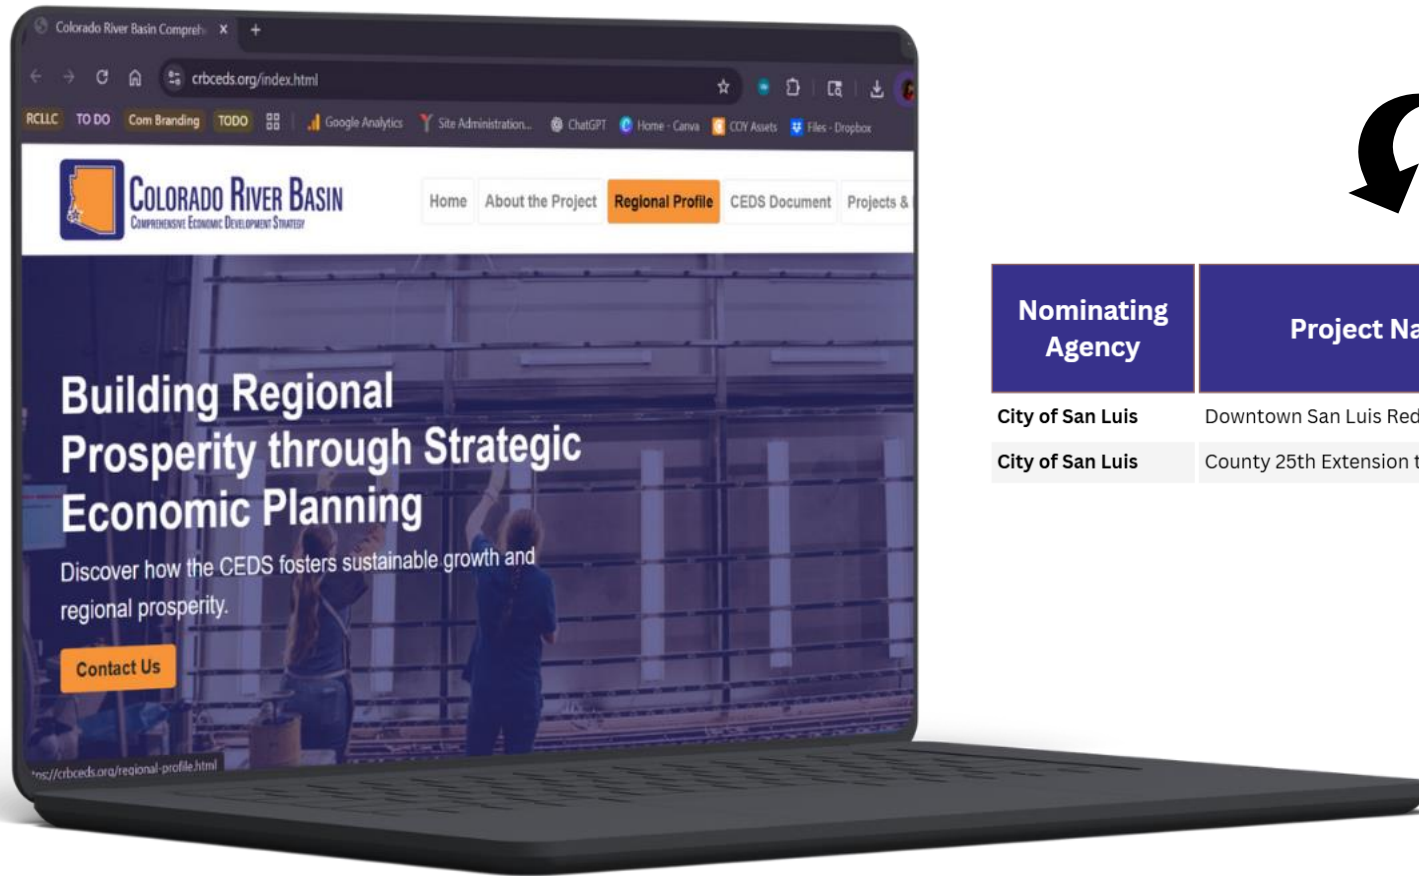 Colorado River Basin Compreh
crbceds.org/index.html
RCLLC TO DO Com Branding TODO Google Analytics Site Administration... ChatGPT Home - Canva COY Assets Files - Dropbox
COLORADO RIVER BASIN
COMPREHENSIVE ECONOMIC DEVELOPMENT STRATEGY
Home About the Project Regional Profile CEDS Document Projects &
Building Regional
Prosperity through Strategic
Economic Planning
Discover how the CEDS fosters sustainable growth and
regional prosperity.
Contact Us
tps://crbceds.org/regional-profile.html
Nominating
Agency
Project Na
City of San Luis Downtown San Luis Red
City of San Luis County 25th Extension t